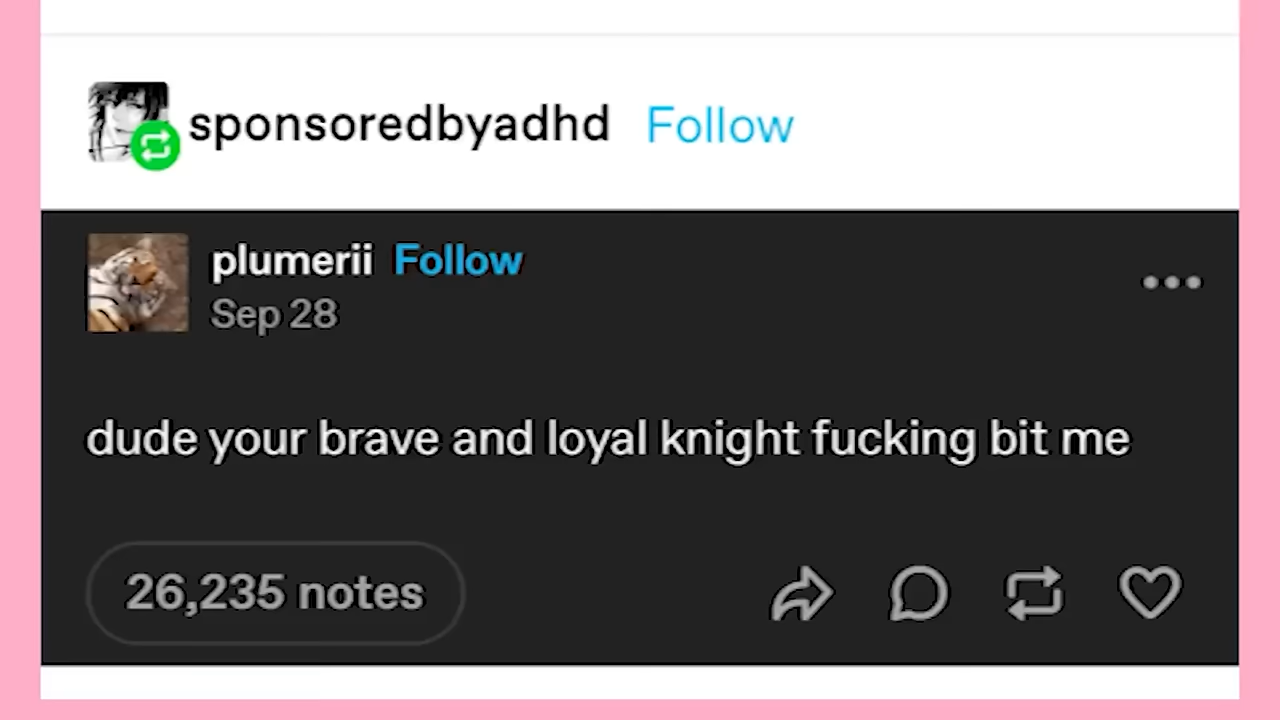 sponsoredbyadhd Follow
plumerii Follow
Sep 28
dude your brave and loyal knight fucking bit me
26,235 notes